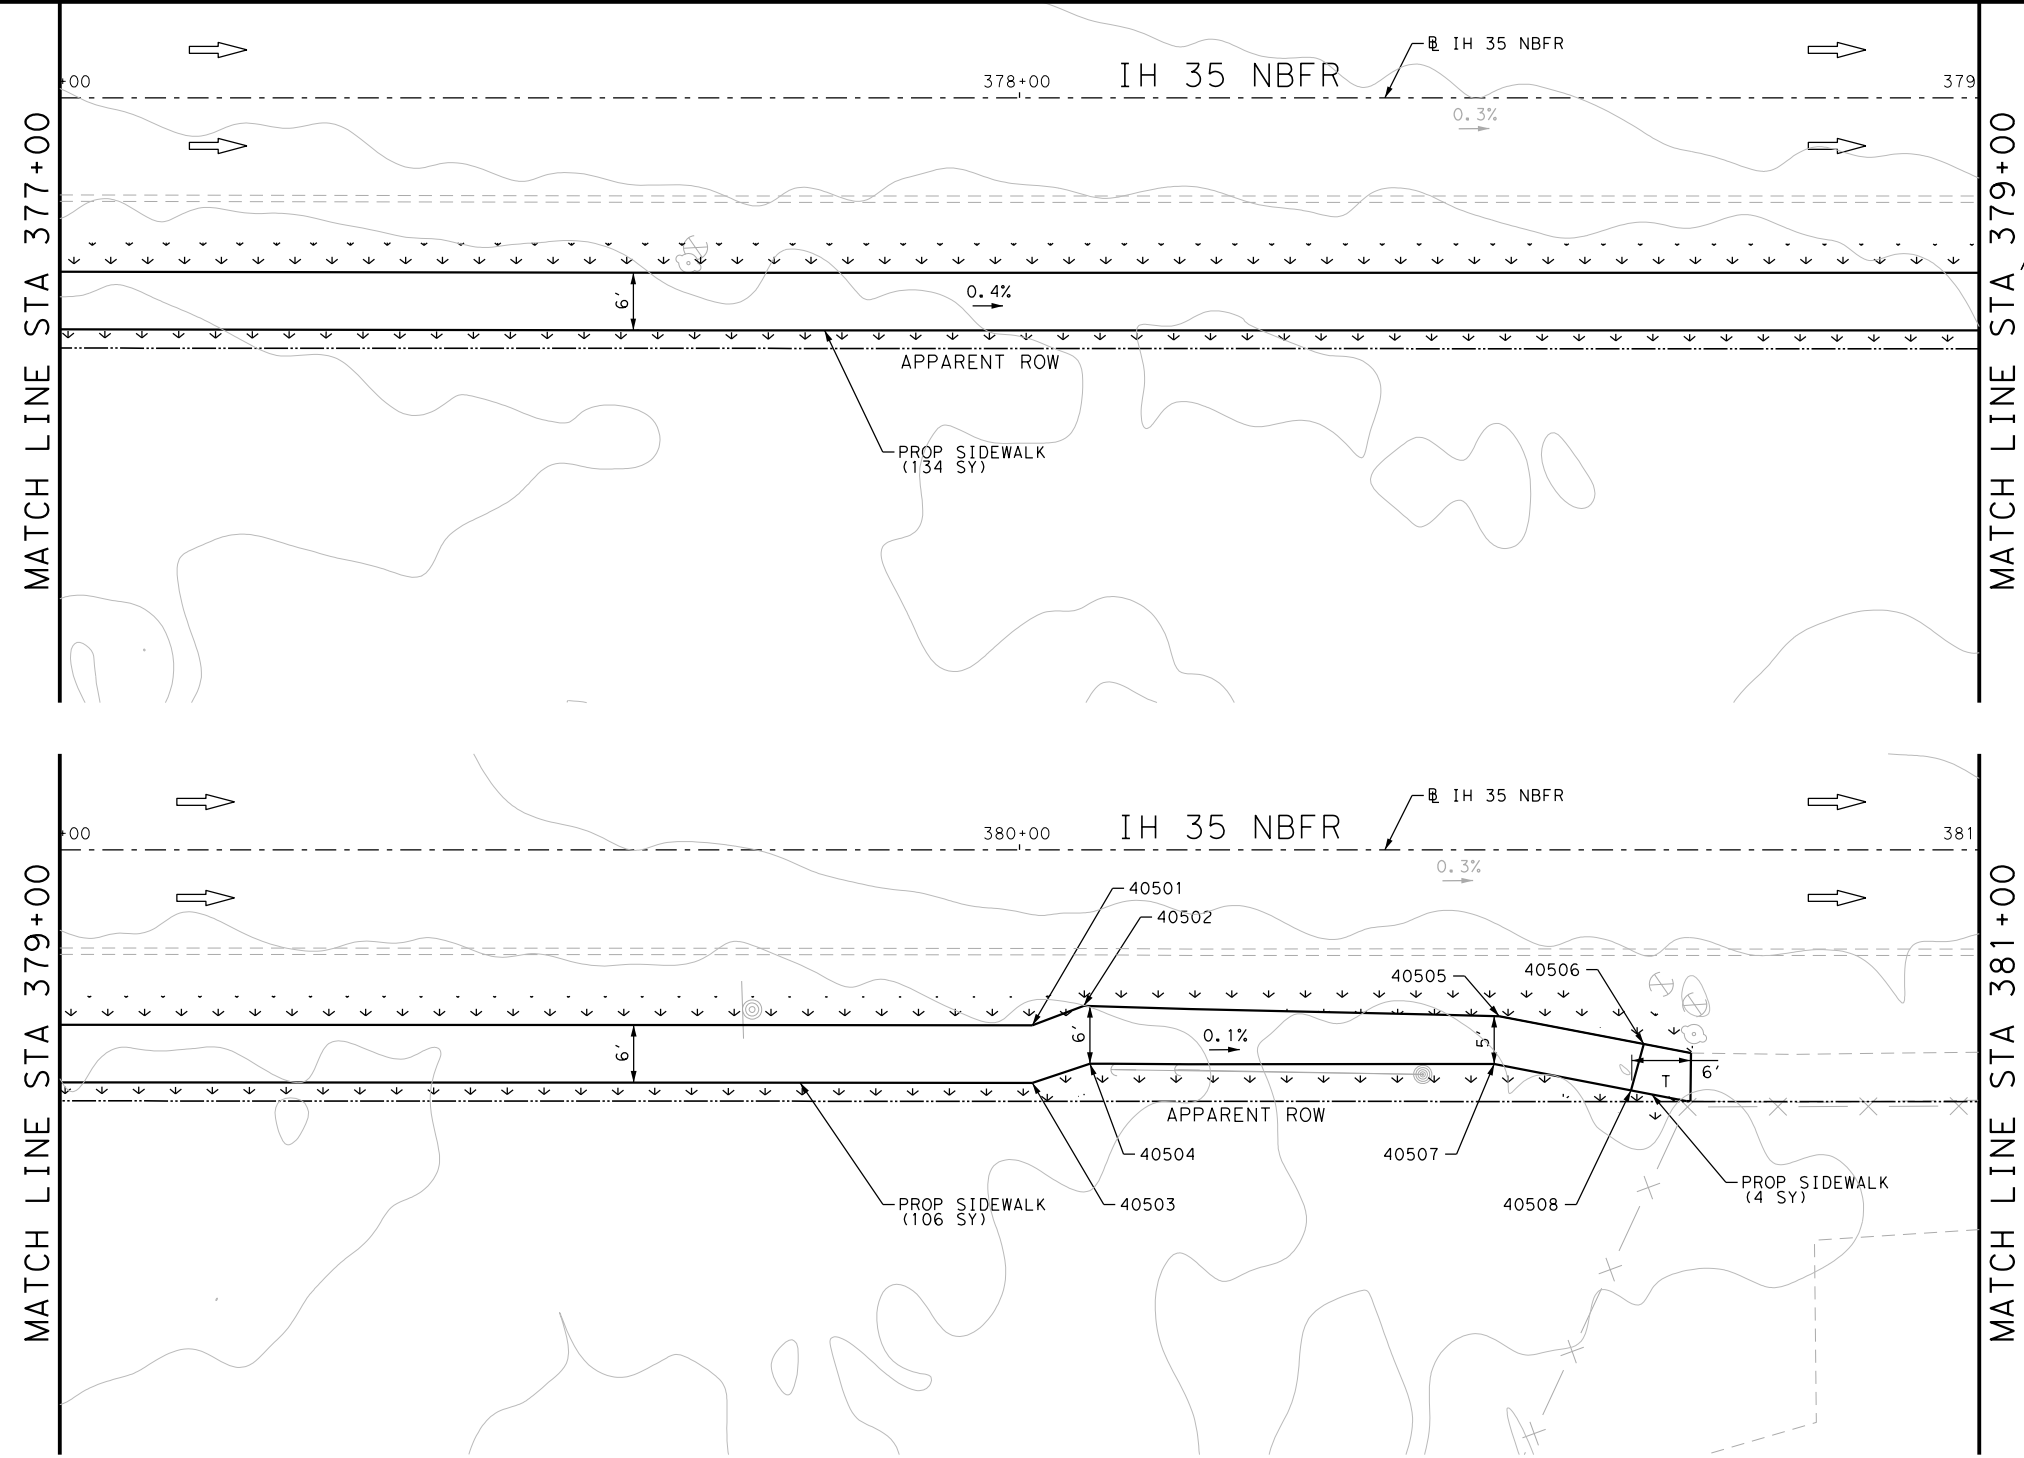 ℄ IH 35 NBFR
+00
378+00
IH 35 NBFR
379
0.3%
MATCH LINE STA 377+00
MATCH LINE STA 379+00
6'
0.4%
APPARENT ROW
PROP SIDEWALK
(134 SY)
℄ IH 35 NBFR
+00
380+00
IH 35 NBFR
381
0.3%
40501
40502
40505
40506
MATCH LINE STA 379+00
MATCH LINE STA 381+00
6'
6'
0.1%
5'
6'
T
APPARENT ROW
40504
40507
PROP SIDEWALK
(4 SY)
PROP SIDEWALK
(106 SY)
40503
40508